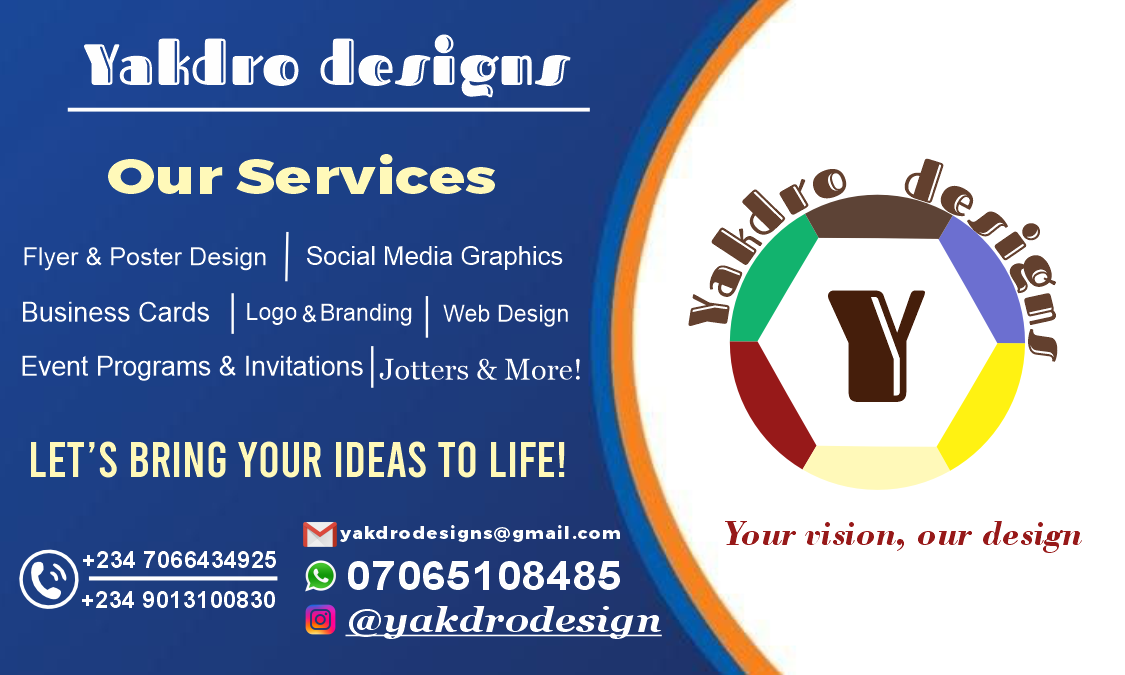 Yakdro designs
Our Services
Flyer & Poster Design | Social Media Graphics
Business Cards | Logo & Branding | Web Design
Event Programs & Invitations | Jotters & More!
LET’S BRING YOUR IDEAS TO LIFE!
+234 7066434925
+234 9013100830
yakdrodesigns@gmail.com
07065108485
@yakdrodesign
Yakdro designs
Y
Your vision, our design